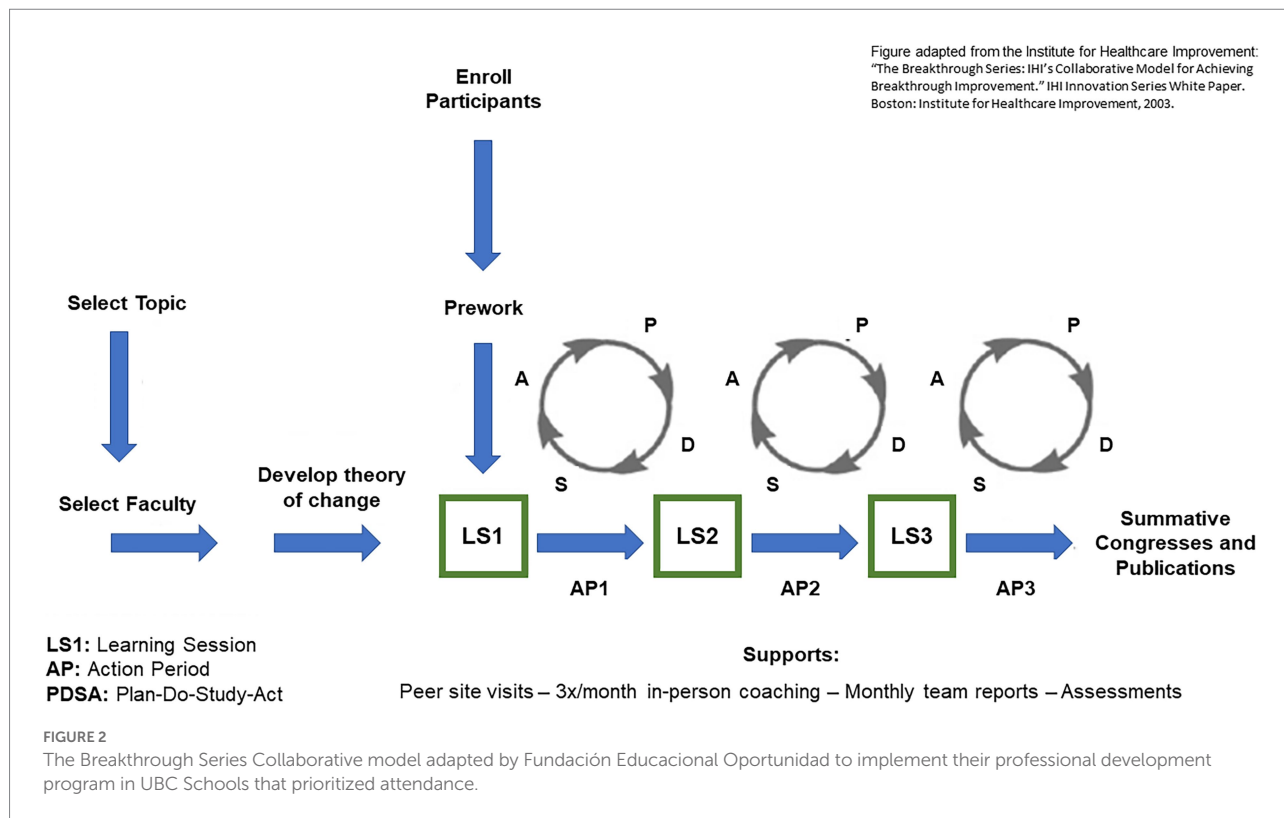 Figure adapted from the Institute for Healthcare Improvement:
“The Breakthrough Series: IHI’s Collaborative Model for Achieving
Breakthrough Improvement.” IHI Innovation Series White Paper.
Boston: Institute for Healthcare Improvement, 2003.
Enroll
Participants
Select Topic
Prework
P
A
D
S
P
A
D
S
P
A
D
S
Select Faculty
Develop theory
of change
LS1
LS2
LS3
AP1
AP2
AP3
Summative
Congresses and
Publications
LS1: Learning Session
AP: Action Period
PDSA: Plan-Do-Study-Act
Supports:
Peer site visits – 3x/month in-person coaching – Monthly team reports – Assessments
FIGURE 2
The Breakthrough Series Collaborative model adapted by Fundación Educacional Oportunidad to implement their professional development
program in UBC Schools that prioritized attendance.